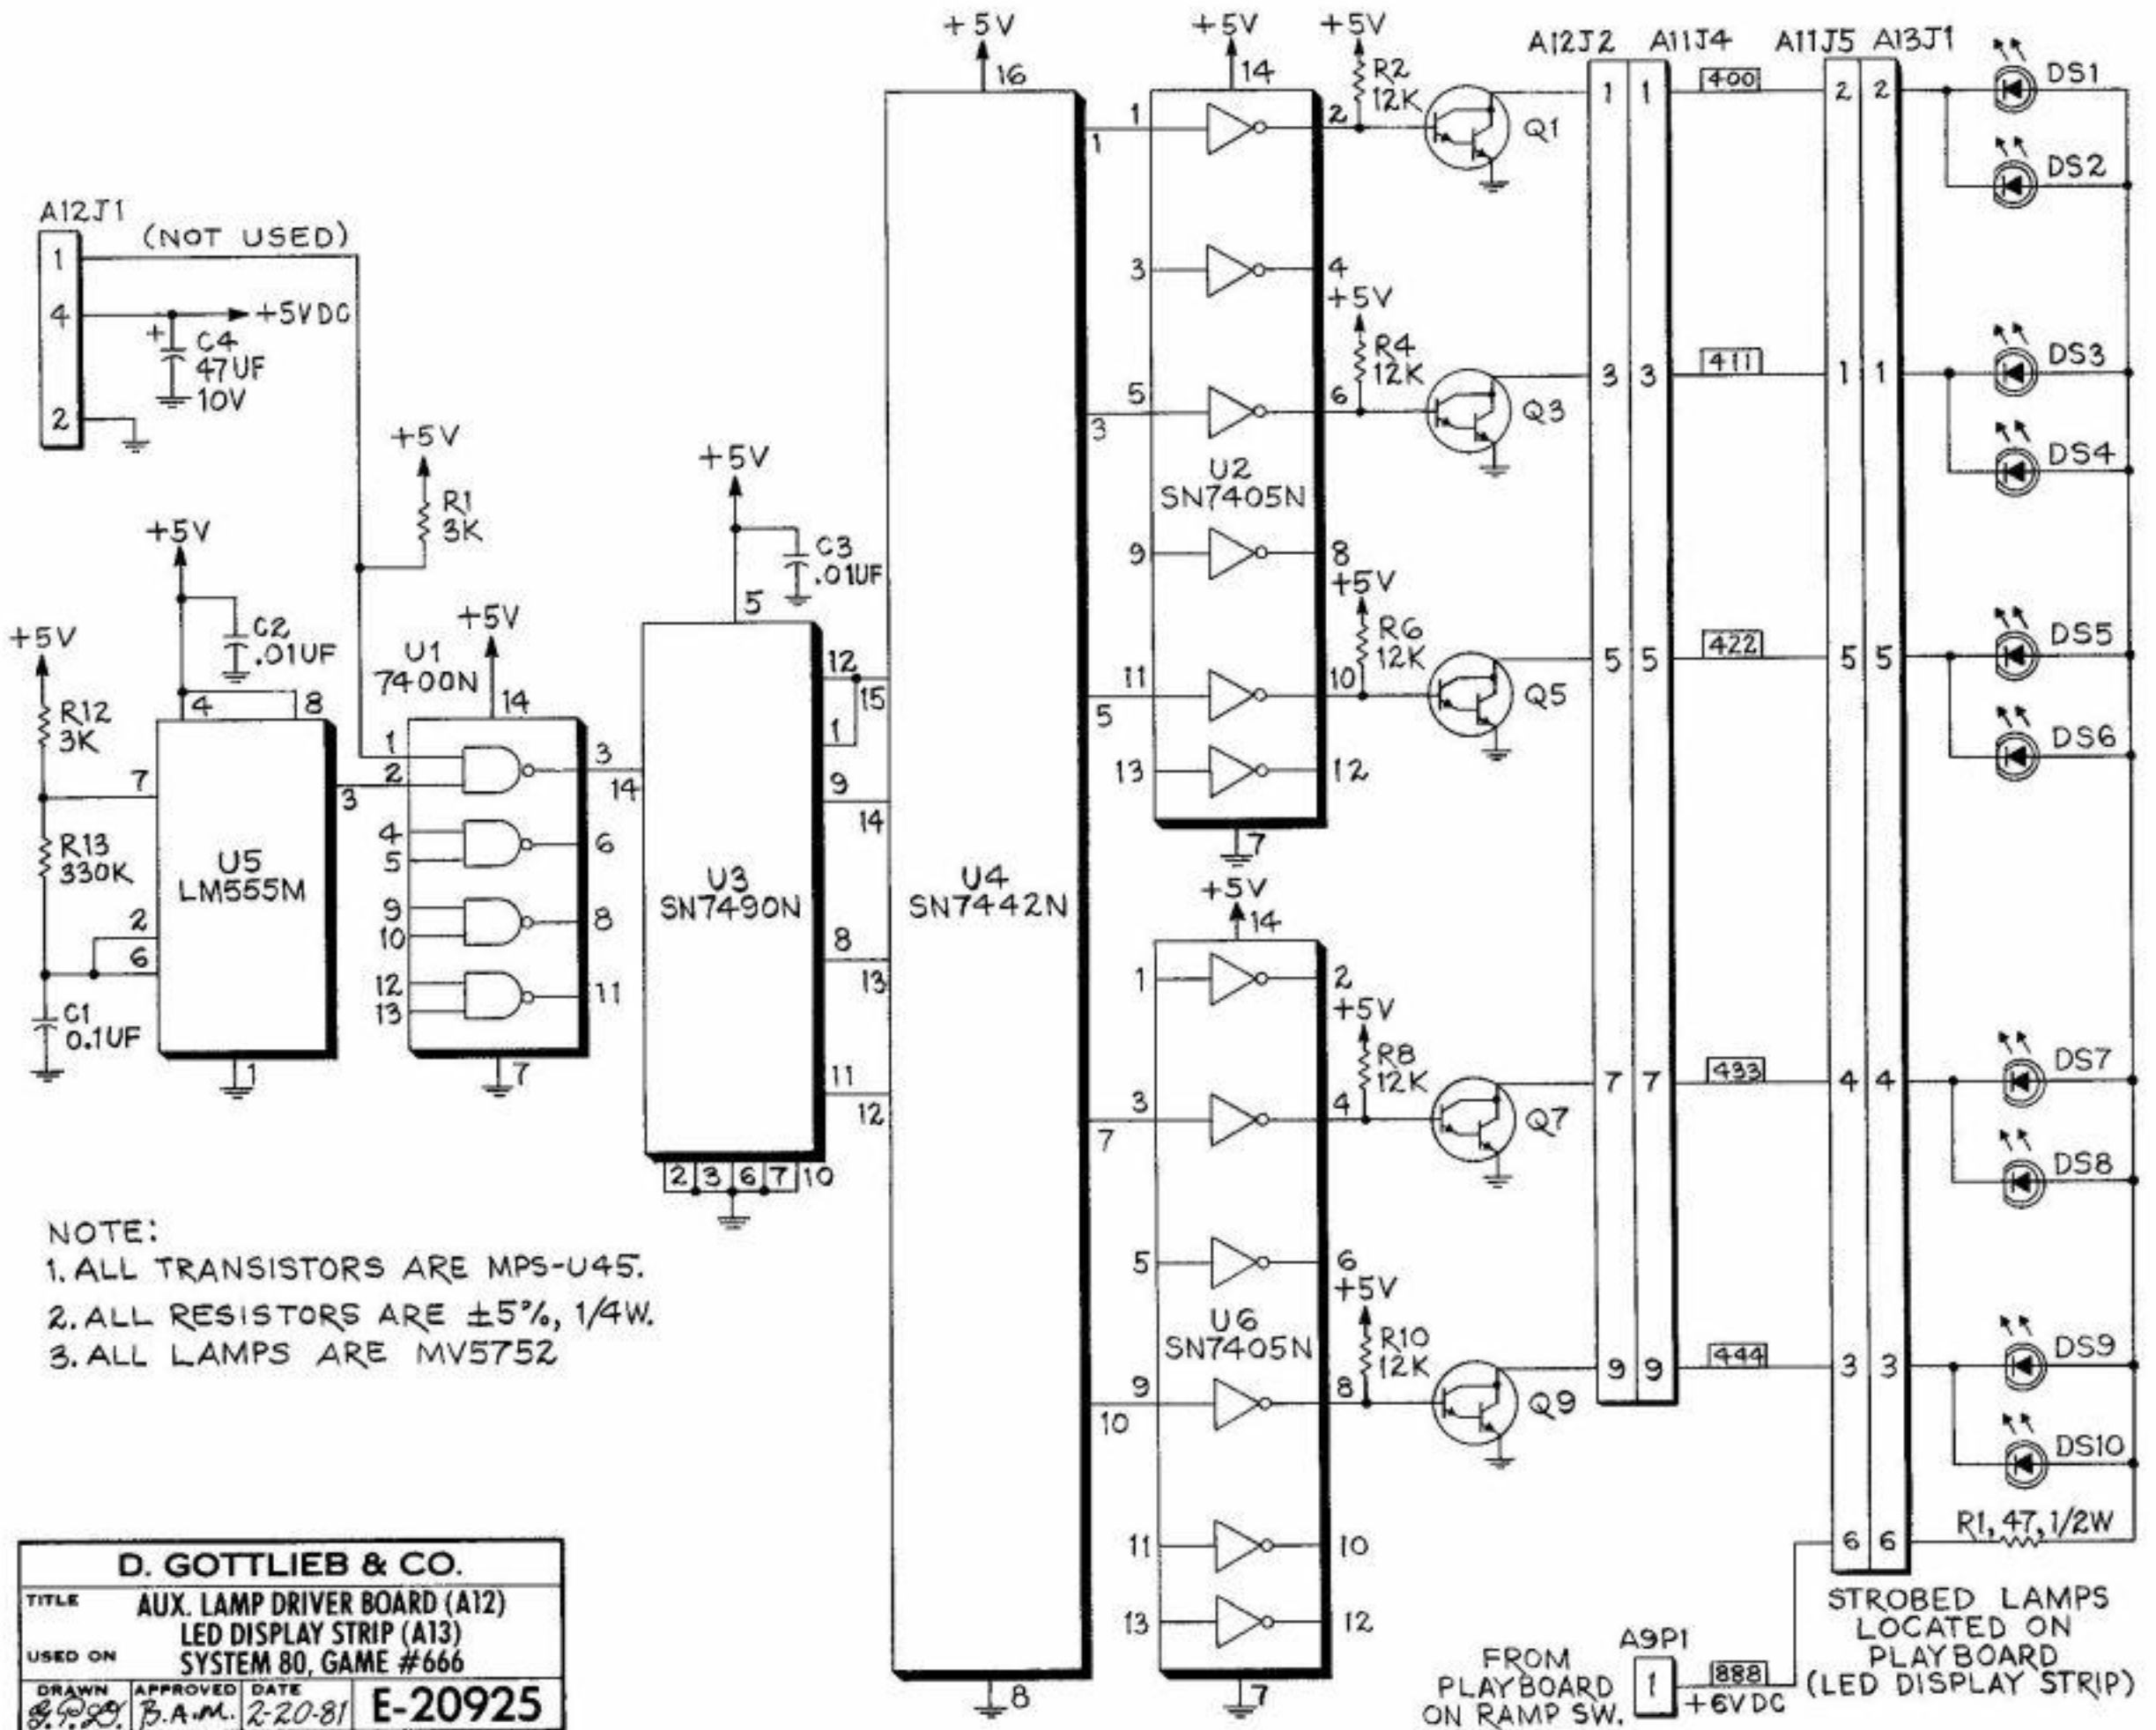 +5V
16
+5V
14
+5V
R2
12K
A12J2
A11J4
A11J5
A13J1
1
1
2
Q1
1
1
400
2
2
DS1
DS2
3
4
A12J1
(NOT USED)
1
4
+5VDC
+
C4
47UF
10V
2
+5V
R1
3K
+5V
C3
.01UF
5
+5V
C2
.01UF
+5V
R12
3K
7
R13
330K
2
6
C1
0.1UF
4
8
U5
LM555M
3
1
U1
7400N
+5V
14
1
2
3
4
5
6
9
10
8
12
13
11
7
14
U3
SN7490N
12
15
1
9
14
8
13
11
12
2
3
6
7
10
U4
SN7442N
8
+5V
R4
12K
3
5
6
Q3
3
3
411
1
1
DS3
DS4
U2
SN7405N
9
8
+5V
R6
12K
5
11
10
Q5
5
5
422
5
5
DS5
DS6
13
12
7
+5V
14
1
2
+5V
R8
12K
7
3
4
Q7
7
7
433
4
4
DS7
DS8
5
6
U6
SN7405N
+5V
R10
12K
10
9
8
Q9
9
9
444
3
3
DS9
DS10
11
10
13
12
7
6
6
R1, 47, 1/2W
NOTE:
1. ALL TRANSISTORS ARE MPS-U45.
2. ALL RESISTORS ARE ±5%, 1/4W.
3. ALL LAMPS ARE MV5752
STROBED LAMPS
LOCATED ON
PLAYBOARD
(LED DISPLAY STRIP)
FROM
PLAYBOARD
ON RAMP SW.
A9P1
1
888
+6VDC
D. GOTTLIEB & CO.
TITLE AUX. LAMP DRIVER BOARD (A12)
LED DISPLAY STRIP (A13)
USED ON SYSTEM 80, GAME #666
DRAWN
APPROVED B.A.M.
DATE 2-20-81
E-20925